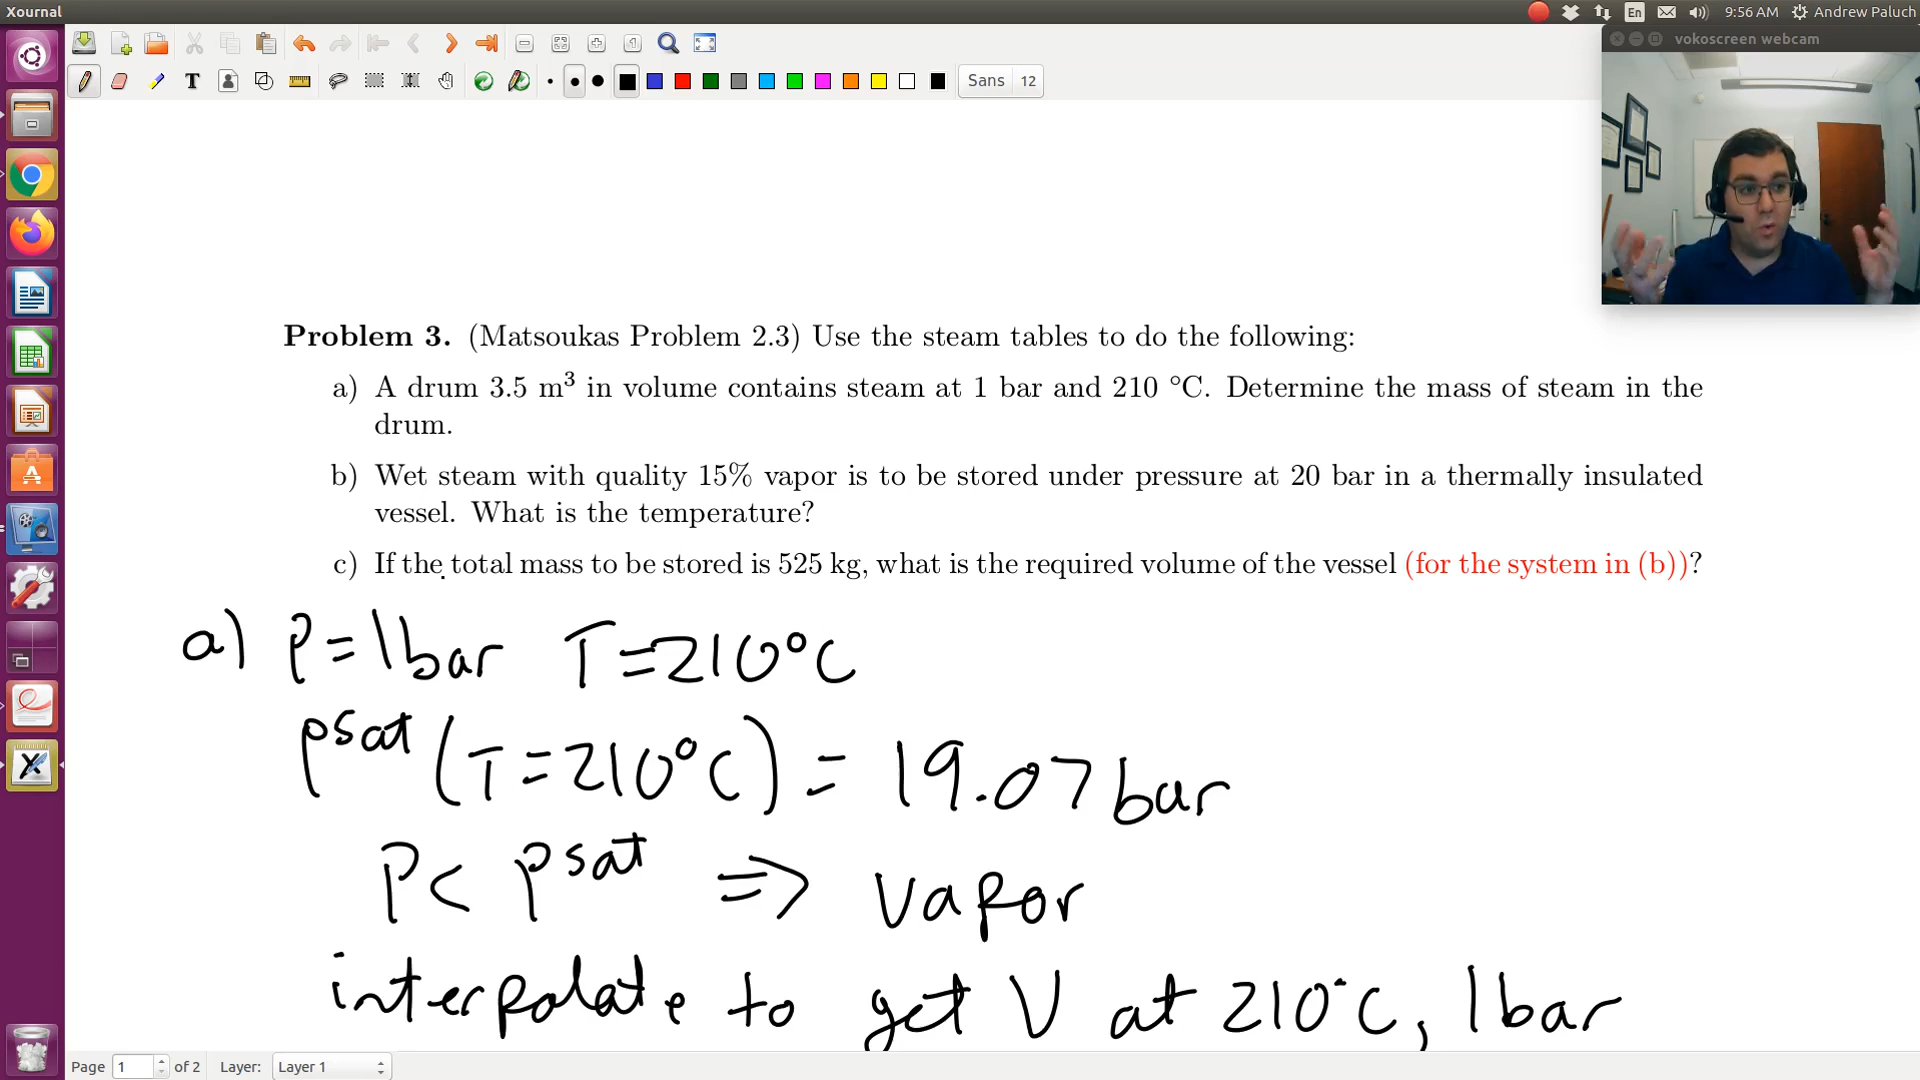 Xournal
En
9:56 AM
Andrew Paluch
vokoscreen webcam
Sans 12
Problem 3. (Matsoukas Problem 2.3) Use the steam tables to do the following:
a) A drum 3.5 m³ in volume contains steam at 1 bar and 210 °C. Determine the mass of steam in the
drum.
b) Wet steam with quality 15% vapor is to be stored under pressure at 20 bar in a thermally insulated
vessel. What is the temperature?
c) If the total mass to be stored is 525 kg, what is the required volume of the vessel (for the system in (b))?
a) P=1bar T=210°C
Psat (T=210°C) = 19.07bar
P< Psat => vapor
interpolate to get V at 210°C, 1bar
Page 1 of 2 Layer: Layer 1